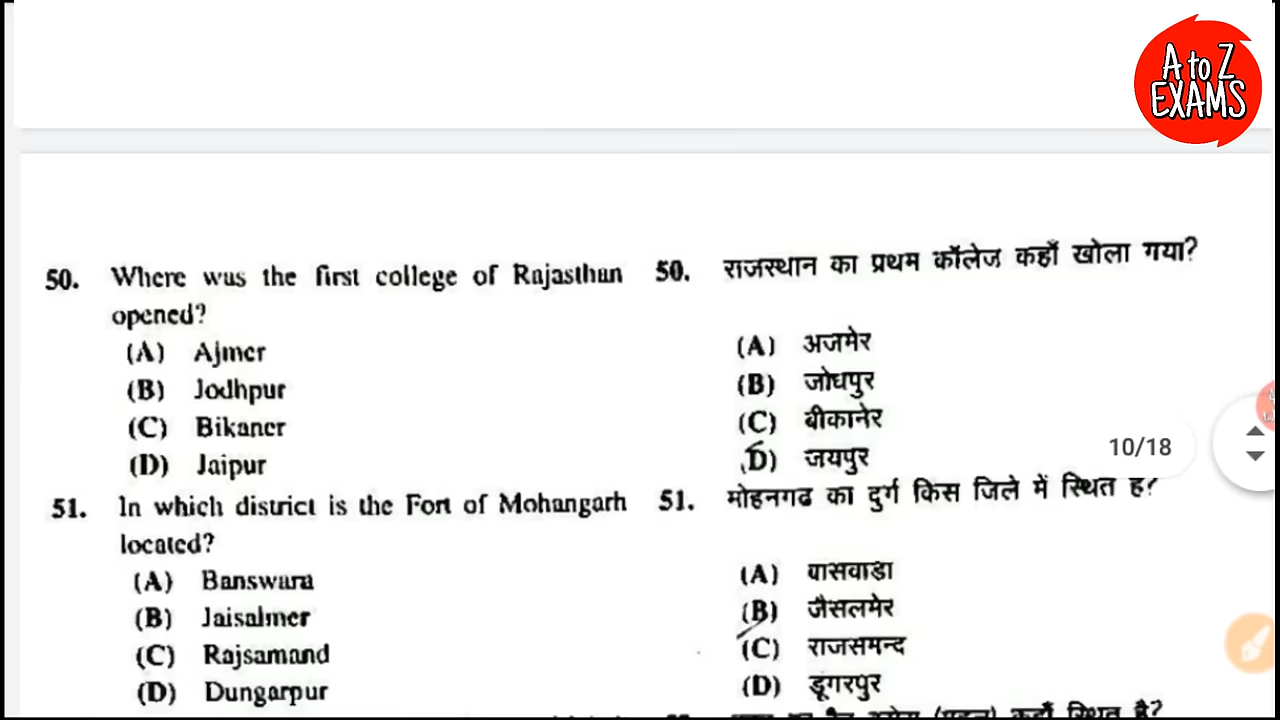 A to Z
EXAMS
50. Where was the first college of Rajasthan
opened?
(A) Ajmer
(B) Jodhpur
(C) Bikaner
(D) Jaipur
50. राजस्थान का प्रथम कॉलेज कहाँ खोला गया?
(A) अजमेर
(B) जोधपुर
(C) बीकानेर
(D) जयपुर
10/18
51. In which district is the Fort of Mohangarh
located?
(A) Banswara
(B) Jaisalmer
(C) Rajsamand
(D) Dungarpur
51. मोहनगढ का दुर्ग किस जिले में स्थित है?
(A) बासवाडा
(B) जैसलमेर
(C) राजसमन्द
(D) डूंगरपुर
कहाँ स्थित है?